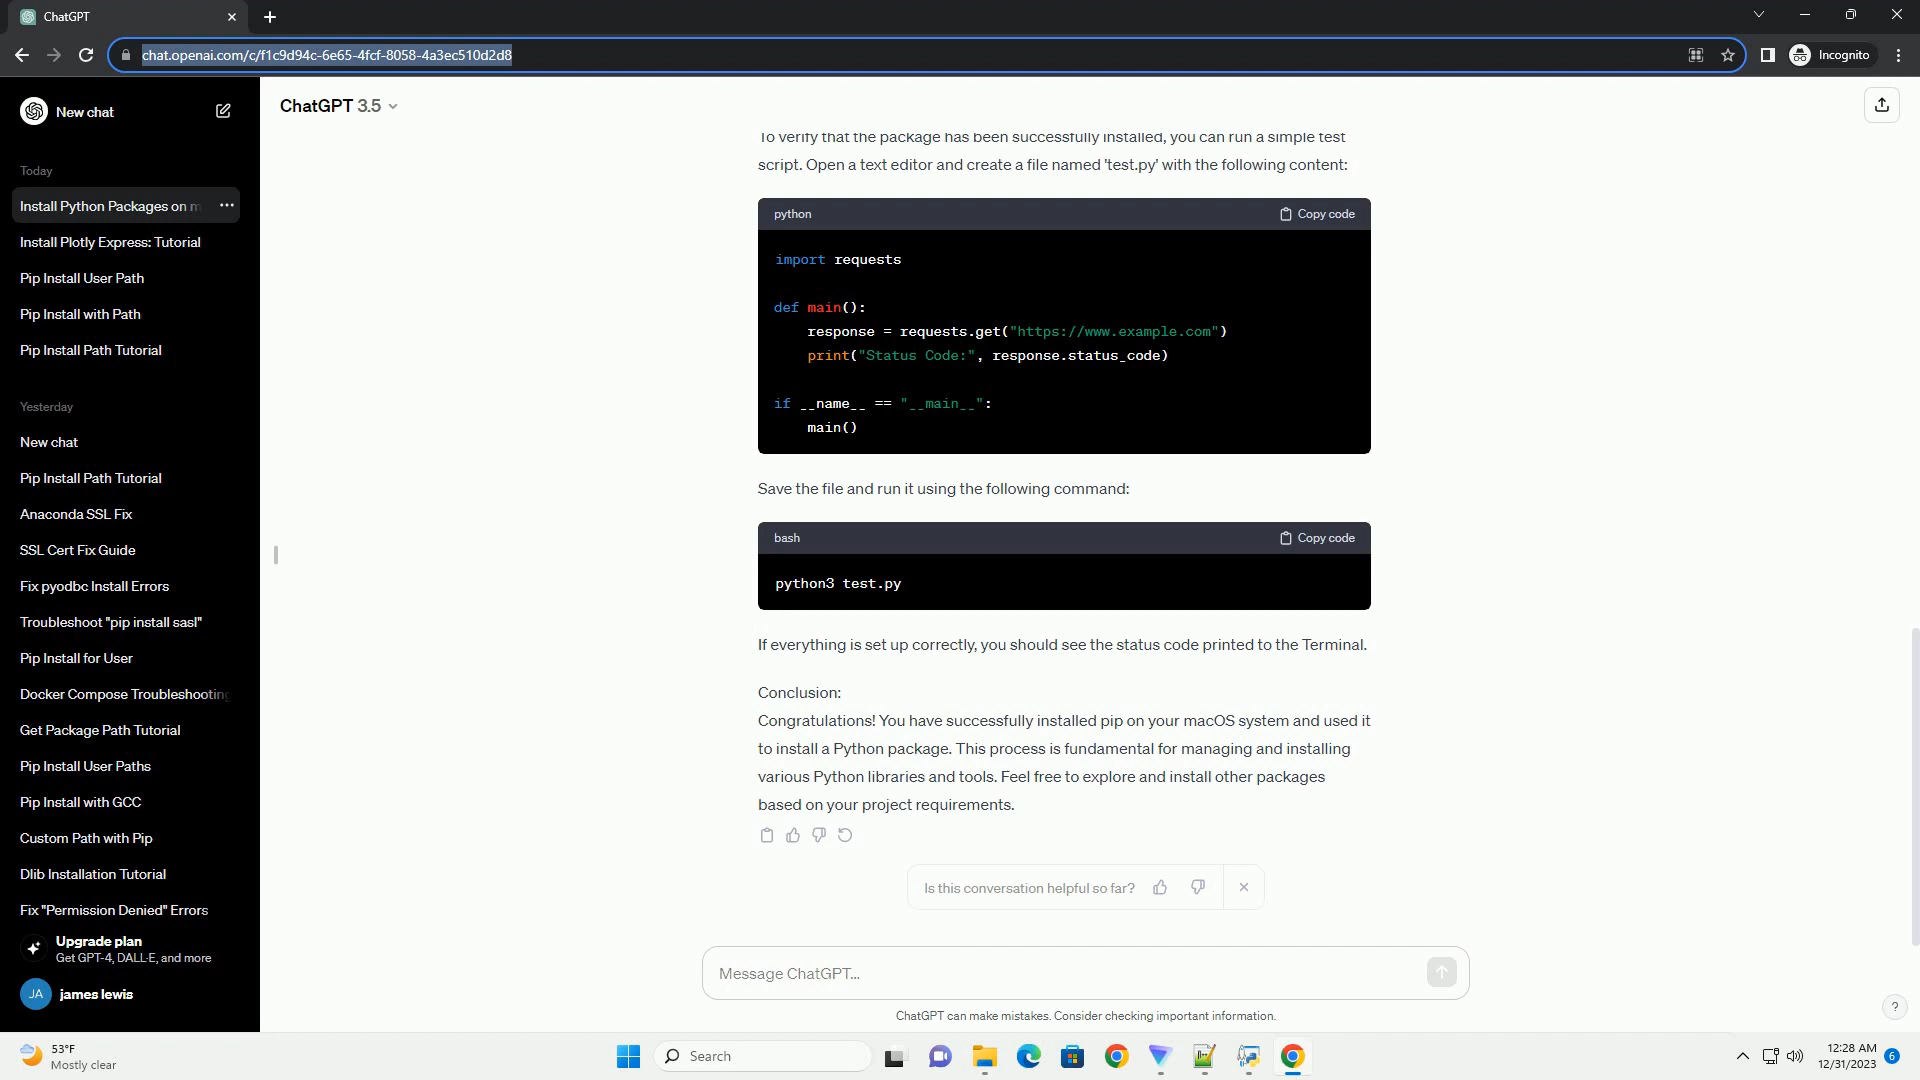 ChatGPT
chat.openai.com/c/f1c9d94c-6e65-4fcf-8058-4a3ec510d2d8
Incognito
New chat
Today
Install Python Packages on m
Install Plotly Express: Tutorial
Pip Install User Path
Pip Install with Path
Pip Install Path Tutorial
Yesterday
New chat
Pip Install Path Tutorial
Anaconda SSL Fix
SSL Cert Fix Guide
Fix pyodbc Install Errors
Troubleshoot "pip install sasl"
Pip Install for User
Docker Compose Troubleshooting
Get Package Path Tutorial
Pip Install User Paths
Pip Install with GCC
Custom Path with Pip
Dlib Installation Tutorial
Fix "Permission Denied" Errors
Upgrade plan
Get GPT-4, DALL·E, and more
JA james lewis
ChatGPT 3.5
To verify that the package has been successfully installed, you can run a simple test
script. Open a text editor and create a file named 'test.py' with the following content:
python Copy code
import requests
def main():
    response = requests.get("https://www.example.com")
    print("Status Code:", response.status_code)
if __name__ == "__main__":
    main()
Save the file and run it using the following command:
bash Copy code
python3 test.py
If everything is set up correctly, you should see the status code printed to the Terminal.
Conclusion:
Congratulations! You have successfully installed pip on your macOS system and used it
to install a Python package. This process is fundamental for managing and installing
various Python libraries and tools. Feel free to explore and install other packages
based on your project requirements.
Is this conversation helpful so far?
Message ChatGPT...
ChatGPT can make mistakes. Consider checking important information.
?
53°F
Mostly clear
Search
12:28 AM
12/31/2023
6